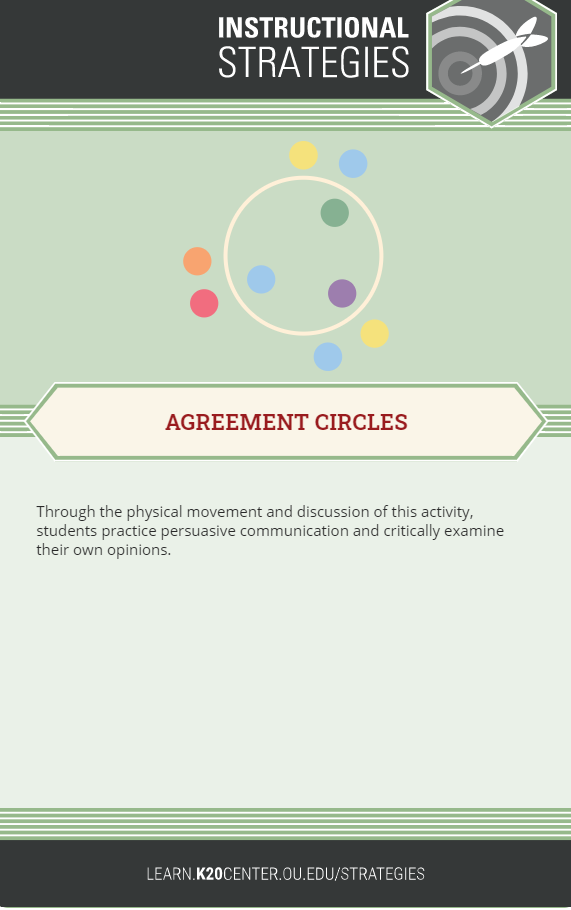 INSTRUCTIONAL
STRATEGIES
AGREEMENT CIRCLES
Through the physical movement and discussion of this activity,
students practice persuasive communication and critically examine
their own opinions.
LEARN.K20CENTER.OU.EDU/STRATEGIES